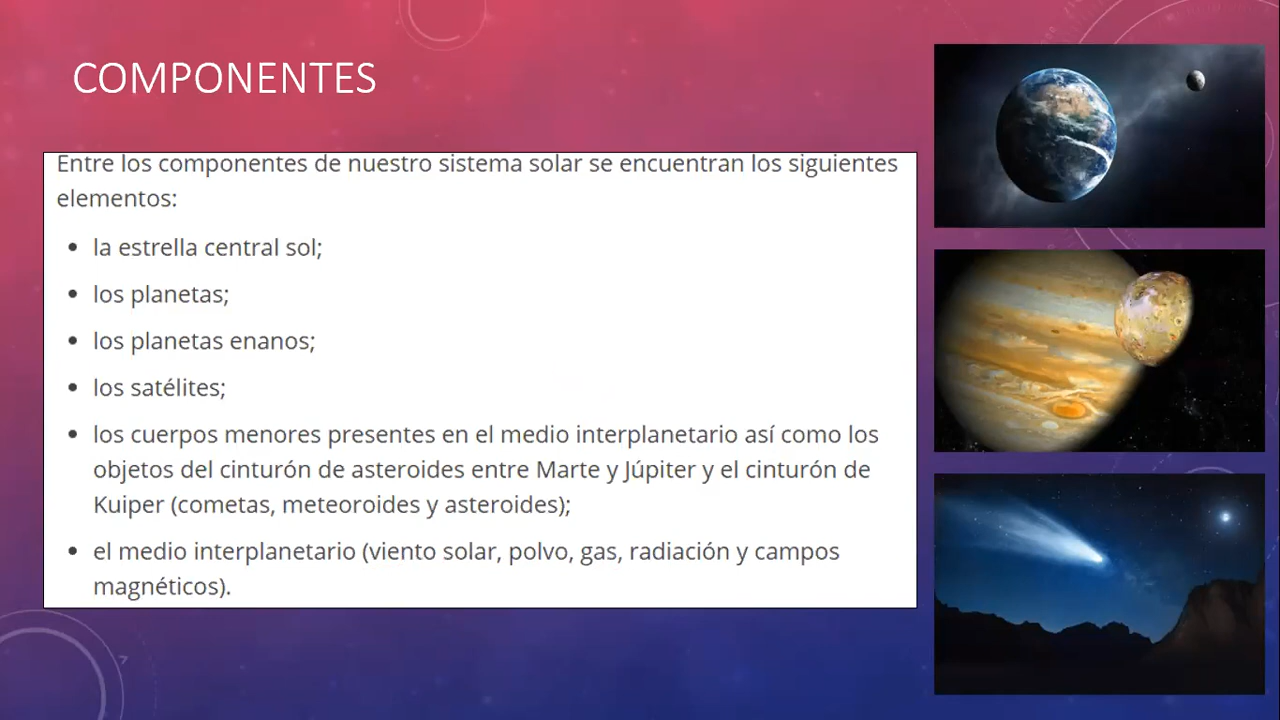 COMPONENTES
Entre los componentes de nuestro sistema solar se encuentran los siguientes
elementos:
• la estrella central sol;
• los planetas;
• los planetas enanos;
• los satélites;
• los cuerpos menores presentes en el medio interplanetario así como los
objetos del cinturón de asteroides entre Marte y Júpiter y el cinturón de
Kuiper (cometas, meteoroides y asteroides);
• el medio interplanetario (viento solar, polvo, gas, radiación y campos
magnéticos).